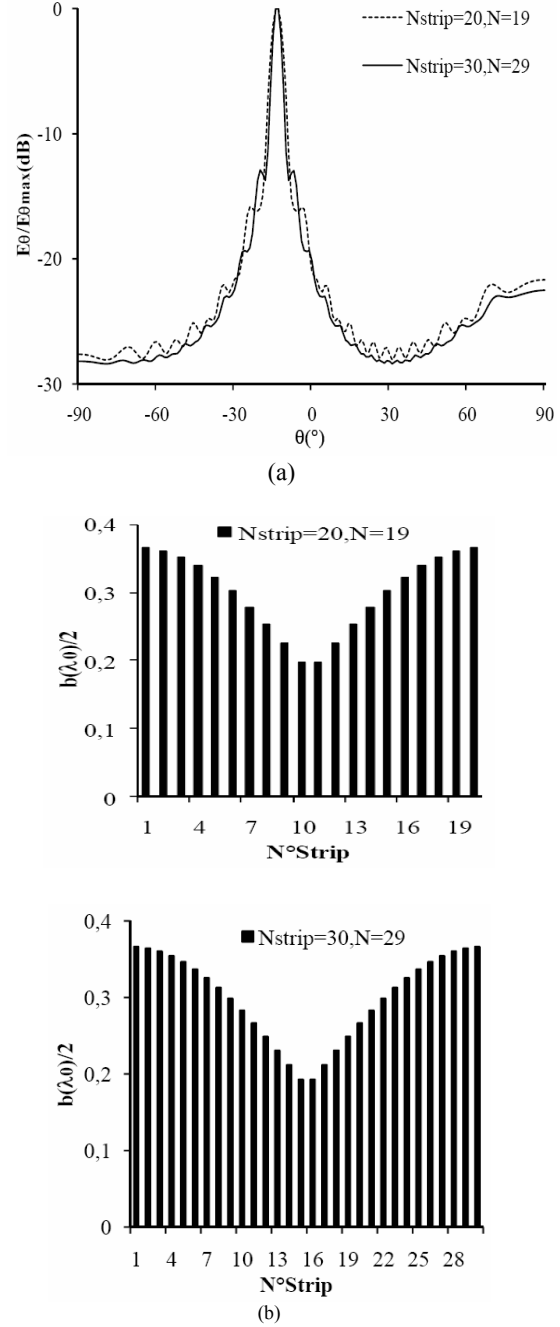 0
-10
-20
-30
Eθ/Eθmax(dB)
Nstrip=20,N=19
Nstrip=30,N=29
-90 -60 -30 0 30 60 90
θ(°)
(a)
0,4
0,3
0,2
0,1
0
b(λ0)/2
Nstrip=20,N=19
1 4 7 10 13 16 19
N°Strip
0,4
0,3
0,2
0,1
0
b(λ0)/2
Nstrip=30,N=29
1 4 7 10 13 16 19 22 25 28
N°Strip
(b)